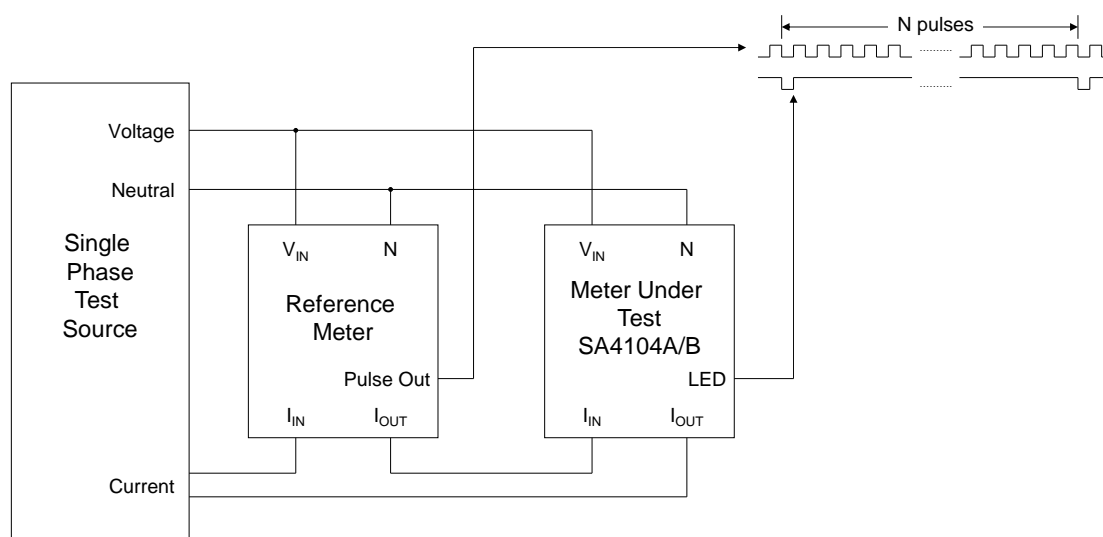 N pulses
Voltage
Neutral
Single
Phase
Test
Source
Current
V_IN
N
Reference
Meter
Pulse Out
I_IN
I_OUT
V_IN
N
Meter Under
Test
SA4104A/B
LED
I_IN
I_OUT